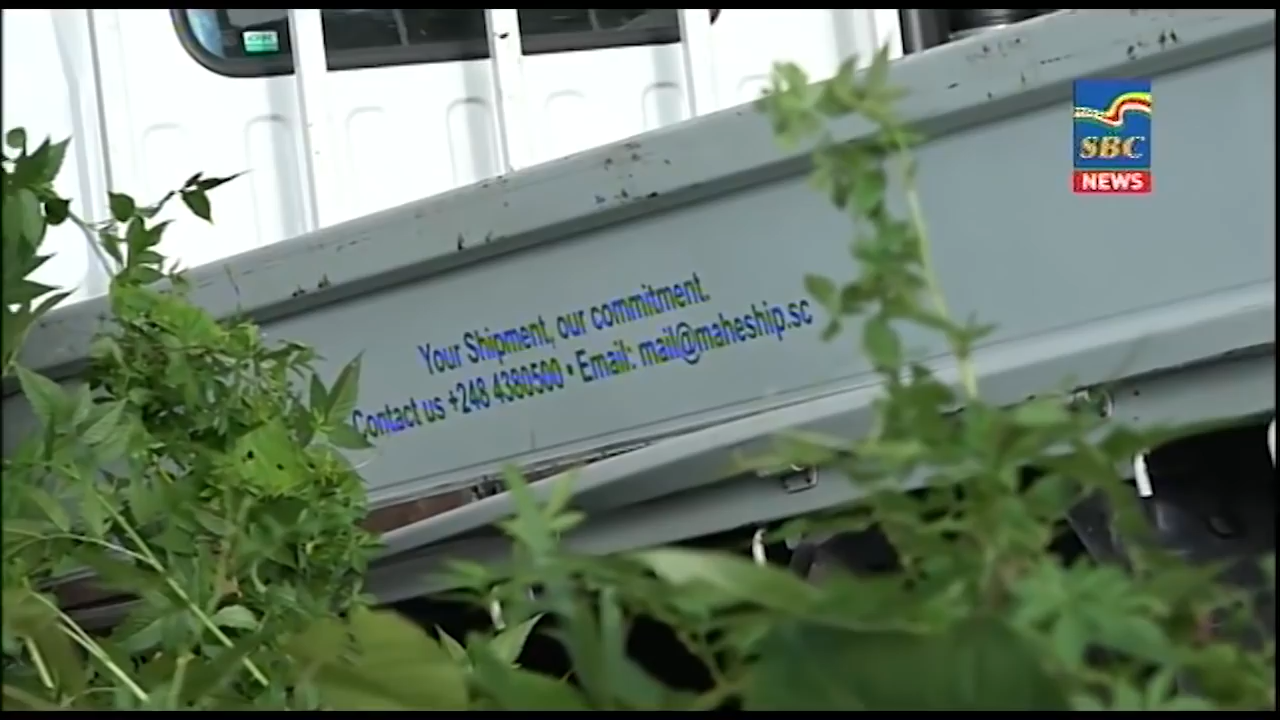 Your Shipment, our commitment.
Contact us +248 4380500 • Email: mail@maheship.sc
SBC
NEWS